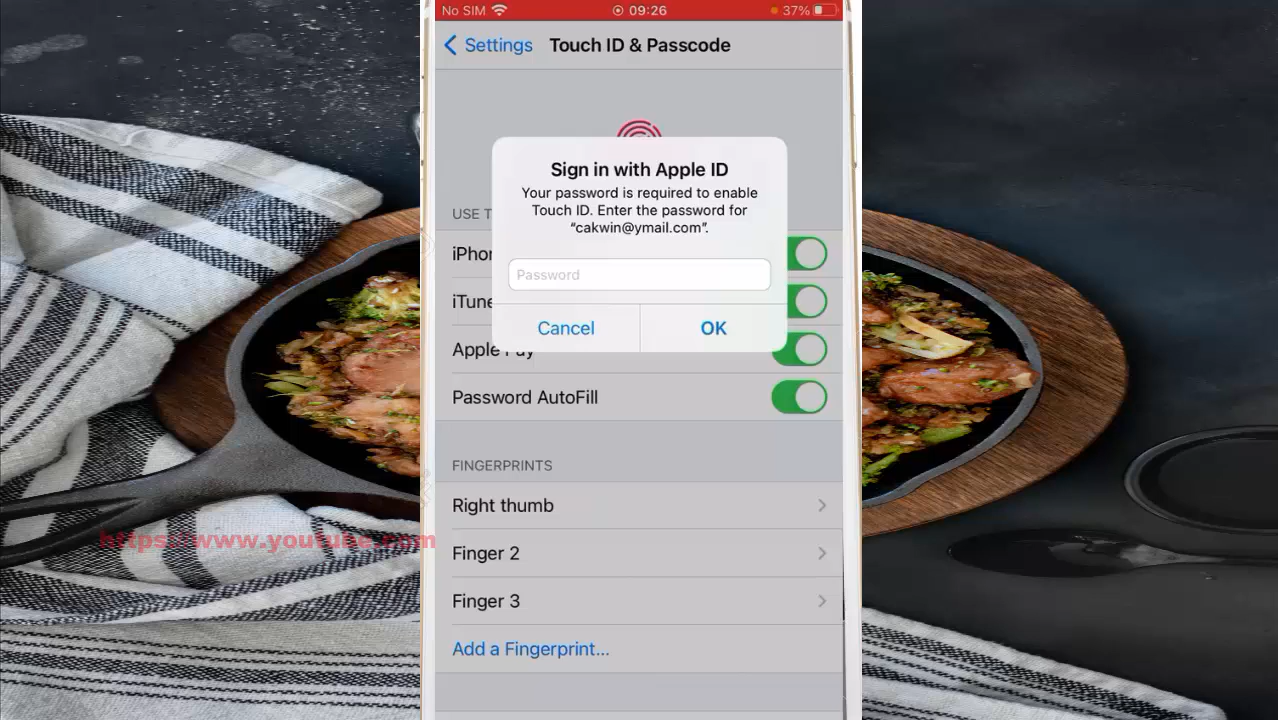 No SIM 09:26 37%
Settings Touch ID & Passcode
Sign in with Apple ID
Your password is required to enable
Touch ID. Enter the password for
“cakwin@ymail.com”.
Password
Cancel OK
USE T
iPhon
iTune
Apple Pay
Password AutoFill
FINGERPRINTS
Right thumb
https://www.youtube.com
Finger 2
Finger 3
Add a Fingerprint...